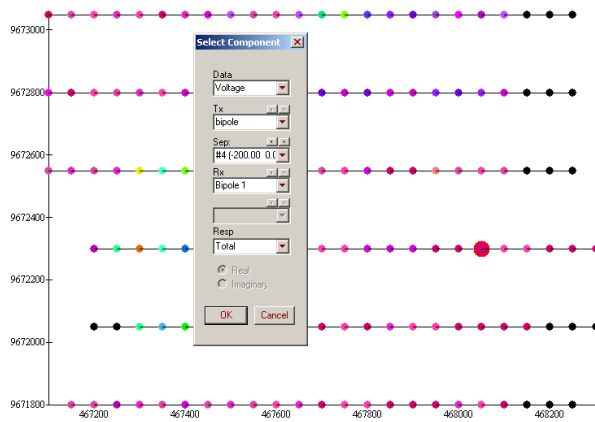 9673000
Select Component
Data
Voltage
9672800
Tx
bipole
Sep:
9672600
#4 (-200.00 0.0
Rx
Bipole 1
9672400
Resp
Total
Real
9672200
Imaginary
OK
Cancel
9672000
9671800
467200
467400
467600
467800
468000
468200